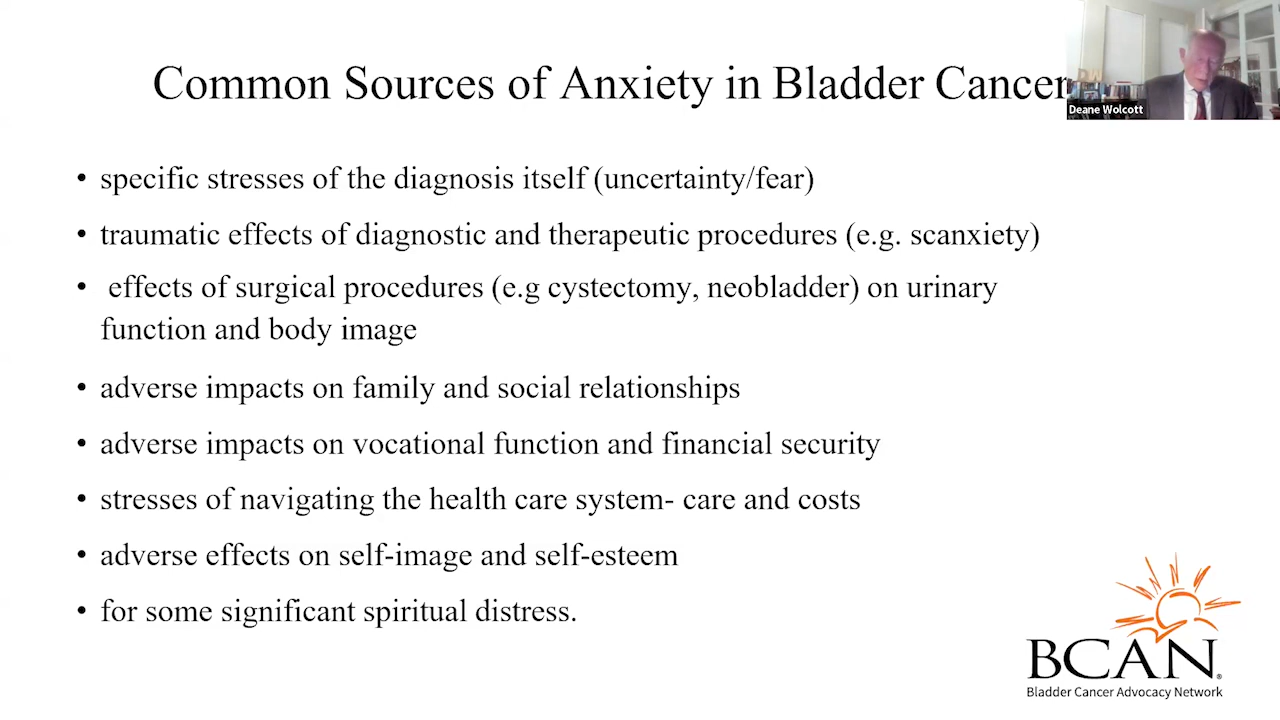 Common Sources of Anxiety in Bladder Cancer
Deane Wolcott
• specific stresses of the diagnosis itself (uncertainty/fear)
• traumatic effects of diagnostic and therapeutic procedures (e.g. scanxiety)
• effects of surgical procedures (e.g cystectomy, neobladder) on urinary
function and body image
• adverse impacts on family and social relationships
• adverse impacts on vocational function and financial security
• stresses of navigating the health care system- care and costs
• adverse effects on self-image and self-esteem
• for some significant spiritual distress.
BCAN®
Bladder Cancer Advocacy Network